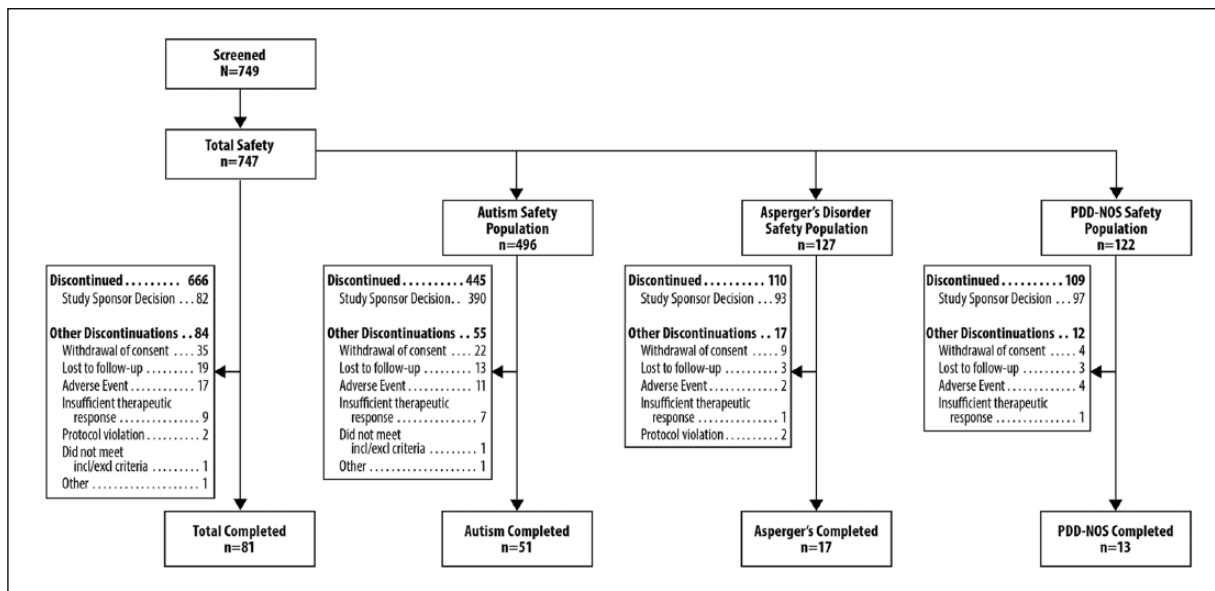 Screened
N=749
Total Safety
n=747
Autism Safety
Population
n=496
Asperger's Disorder
Safety Population
n=127
PDD-NOS Safety
Population
n=122
Discontinued......... 666
Study Sponsor Decision ...82
Other Discontinuations ..84
Withdrawal of consent ....35
Lost to follow-up ..........19
Adverse Event .............17
Insufficient therapeutic
response ...............9
Protocol violation ..........2
Did not meet
incl/excl criteria .........1
Other ....................1
Discontinued..........445
Study Sponsor Decision.. 390
Other Discontinuations ..55
Withdrawal of consent ....22
Lost to follow-up ..........13
Adverse Event .............11
Insufficient therapeutic
response ...............7
Did not meet
incl/excl criteria .........1
Other ....................1
Discontinued ..........110
Study Sponsor Decision ....93
Other Discontinuations ...17
Withdrawal of consent .....9
Lost to follow-up ...........3
Adverse Event ..............2
Insufficient therapeutic
response ................1
Protocol violation ..........2
Discontinued ..........109
Study Sponsor Decision ....97
Other Discontinuations ...12
Withdrawal of consent .....4
Lost to follow-up ...........3
Adverse Event ..............4
Insufficient therapeutic
response ................1
Total Completed
n=81
Autism Completed
n=51
Asperger's Completed
n=17
PDD-NOS Completed
n=13